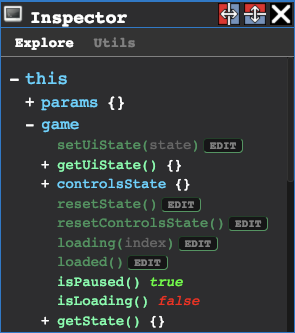 Inspector
Explore Utils
- this
+ params {}
- game
setUiState(state) EDIT
+ getUiState() {}
+ controlsState {}
resetState() EDIT
resetControlsState() EDIT
loading(index) EDIT
loaded() EDIT
isPaused() true
isLoading() false
+ getState() {}